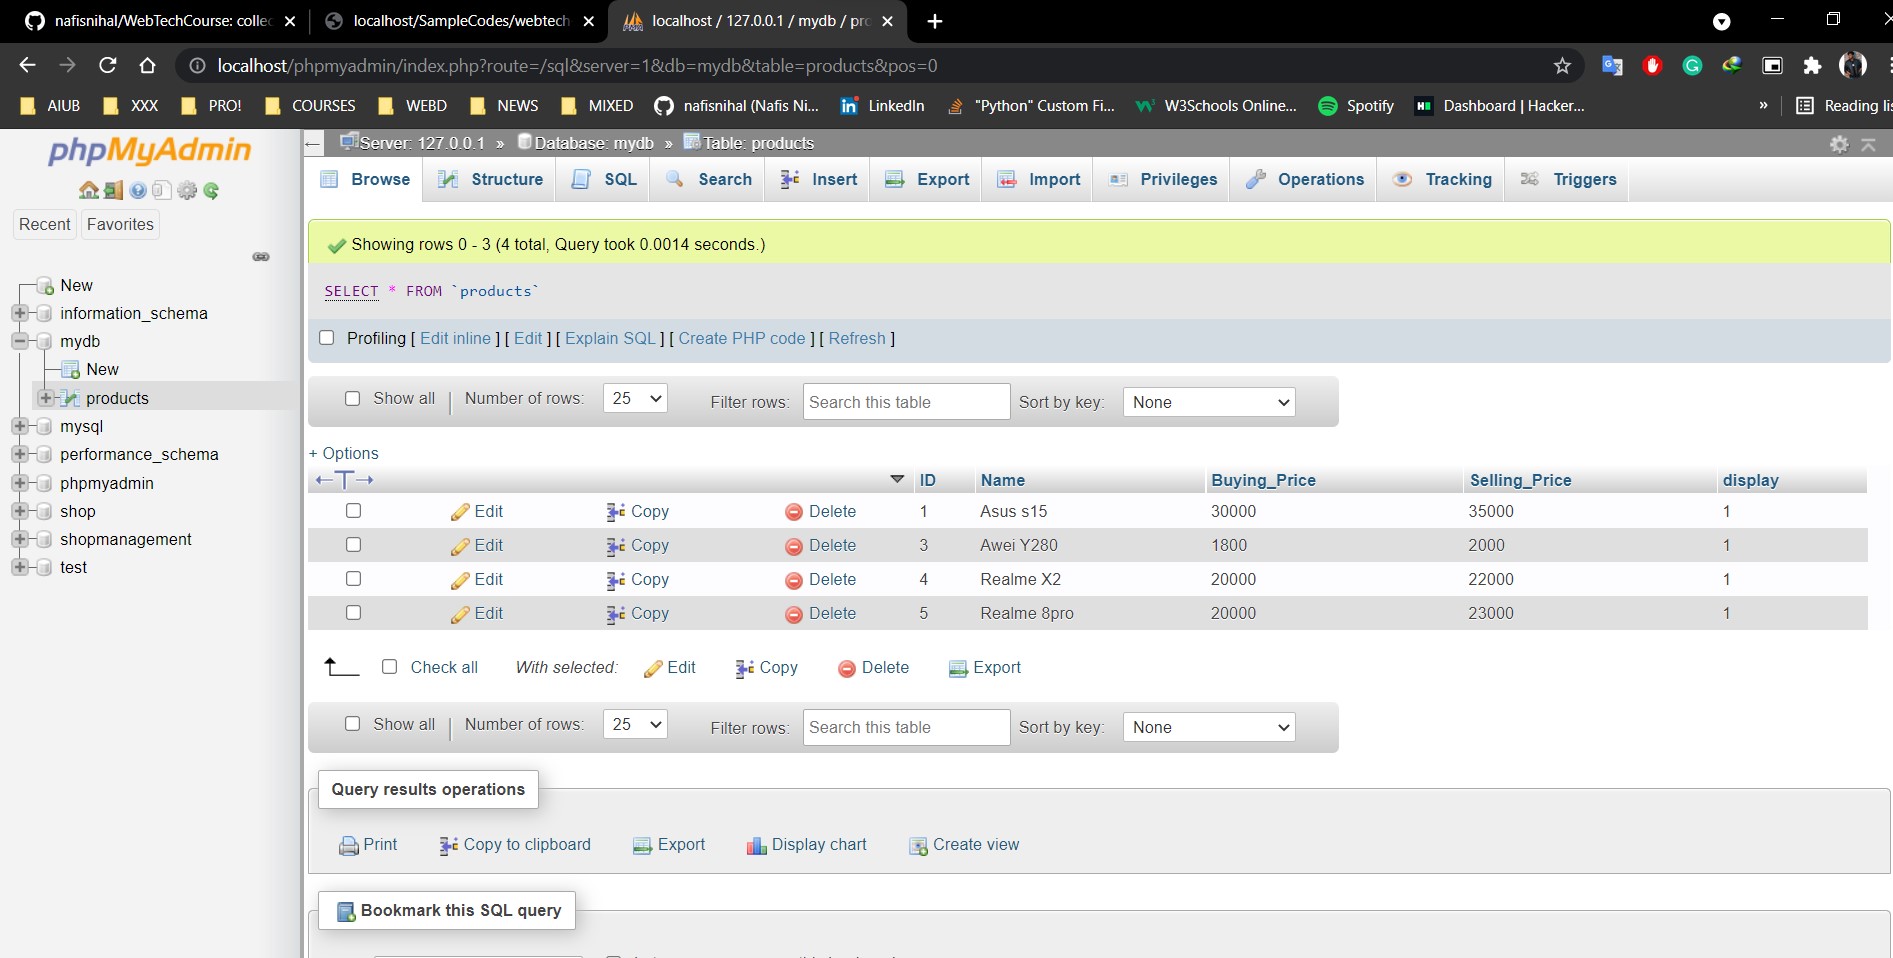 nafisnihal/WebTechCourse: collec
localhost/SampleCodes/webtech
localhost / 127.0.0.1 / mydb / pro
localhost/phpmyadmin/index.php?route=/sql&server=1&db=mydb&table=products&pos=0
AIUB XXX PRO! COURSES WEBD NEWS MIXED nafisnihal (Nafis Ni... LinkedIn "Python" Custom Fi... W3Schools Online... Spotify Dashboard | Hacker... » Reading lis
phpMyAdmin
Recent Favorites
New
information_schema
mydb
New
products
mysql
performance_schema
phpmyadmin
shop
shopmanagement
test
Server: 127.0.0.1 » Database: mydb » Table: products
Browse Structure SQL Search Insert Export Import Privileges Operations Tracking Triggers
Showing rows 0 - 3 (4 total, Query took 0.0014 seconds.)
SELECT * FROM `products`
Profiling [ Edit inline ] [ Edit ] [ Explain SQL ] [ Create PHP code ] [ Refresh ]
Show all | Number of rows: 25 Filter rows: Search this table Sort by key: None
+ Options
ID Name Buying_Price Selling_Price display
Edit Copy Delete 1 Asus s15 30000 35000 1
Edit Copy Delete 3 Awei Y280 1800 2000 1
Edit Copy Delete 4 Realme X2 20000 22000 1
Edit Copy Delete 5 Realme 8pro 20000 23000 1
Check all With selected: Edit Copy Delete Export
Show all | Number of rows: 25 Filter rows: Search this table Sort by key: None
Query results operations
Print Copy to clipboard Export Display chart Create view
Bookmark this SQL query